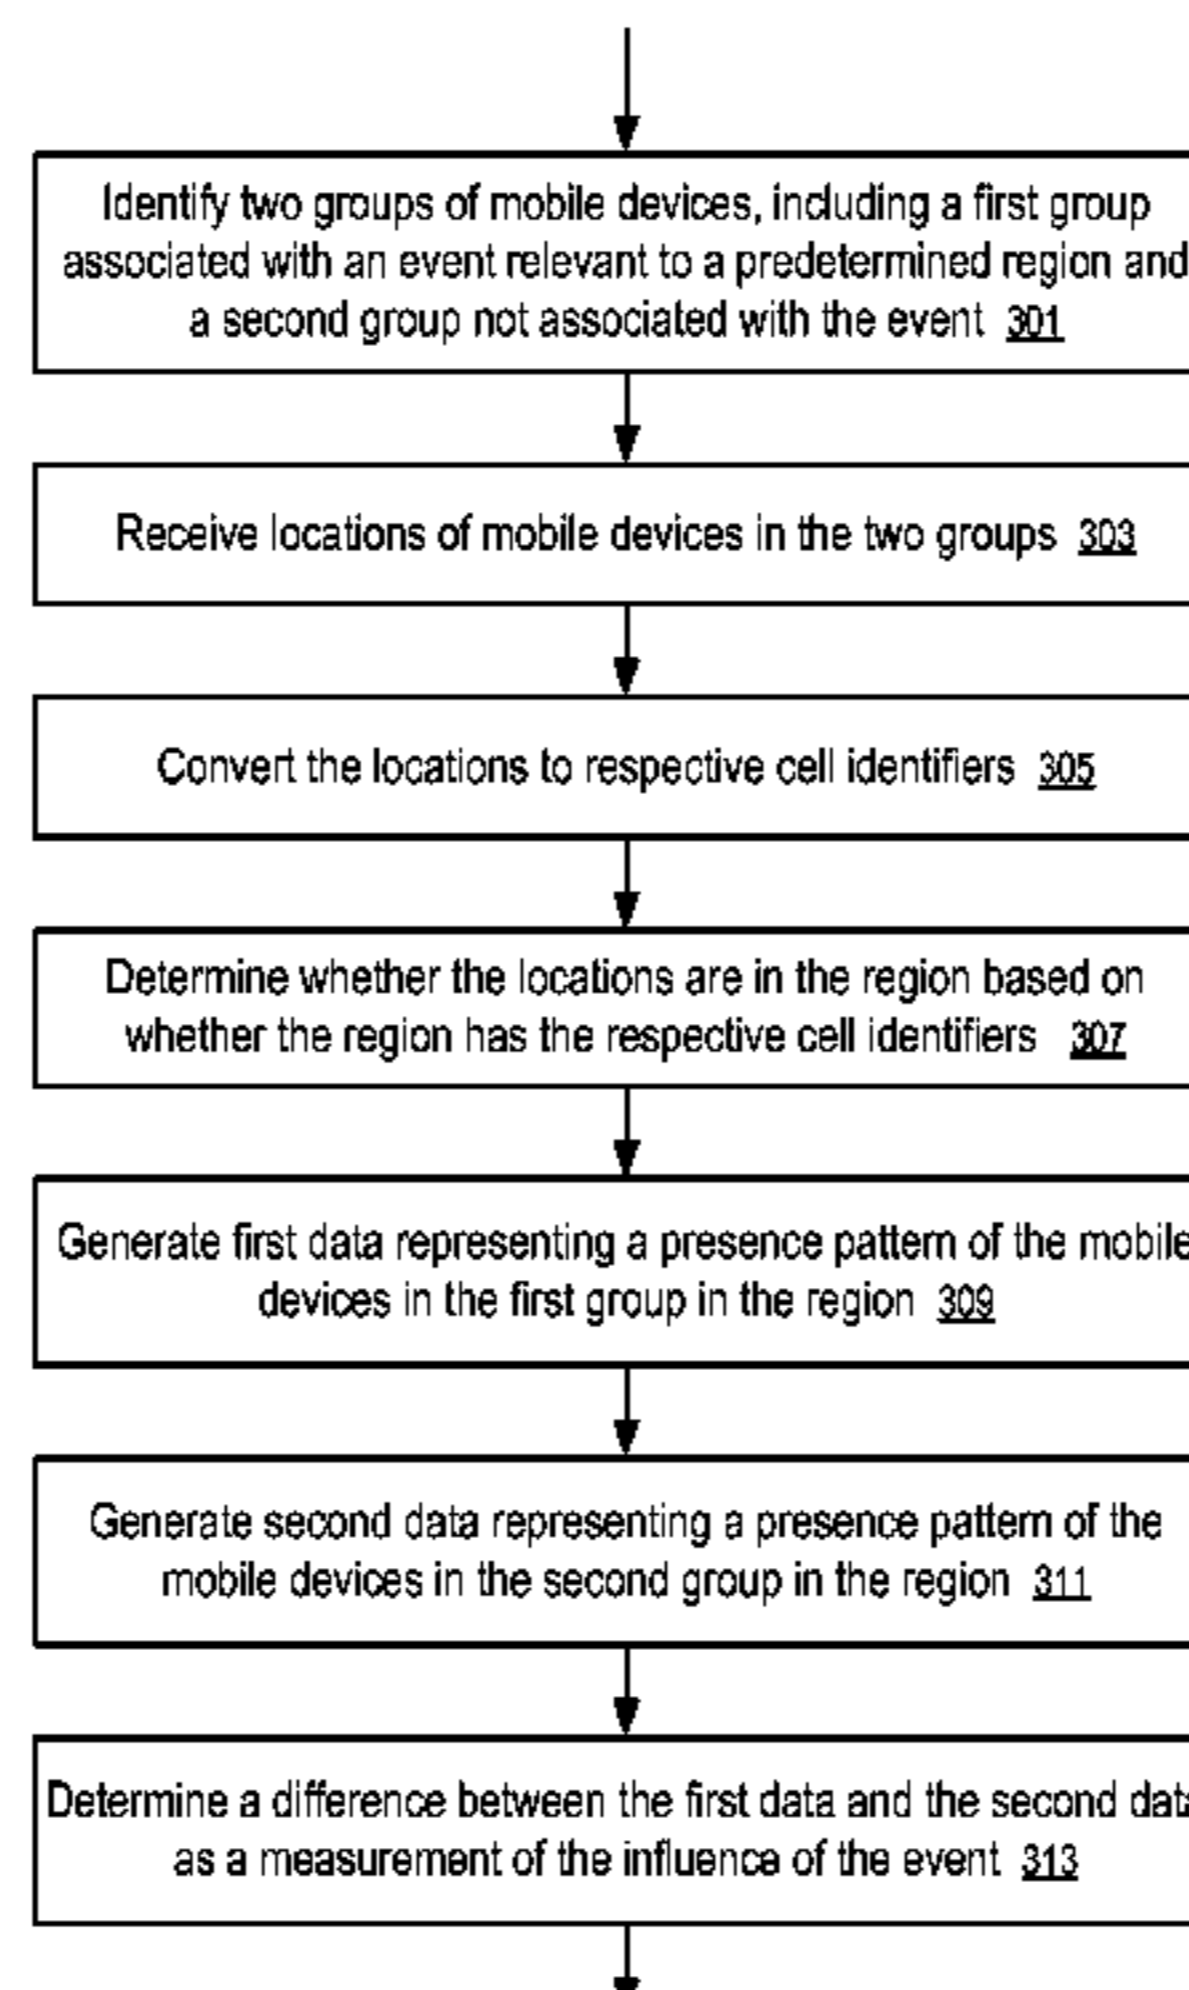 Identify two groups of mobile devices, including a first group
associated with an event relevant to a predetermined region and
a second group not associated with the event 301
Receive locations of mobile devices in the two groups 303
Convert the locations to respective cell identifiers 305
Determine whether the locations are in the region based on
whether the region has the respective cell identifiers 307
Generate first data representing a presence pattern of the mobile
devices in the first group in the region 309
Generate second data representing a presence pattern of the
mobile devices in the second group in the region 311
Determine a difference between the first data and the second data
as a measurement of the influence of the event 313